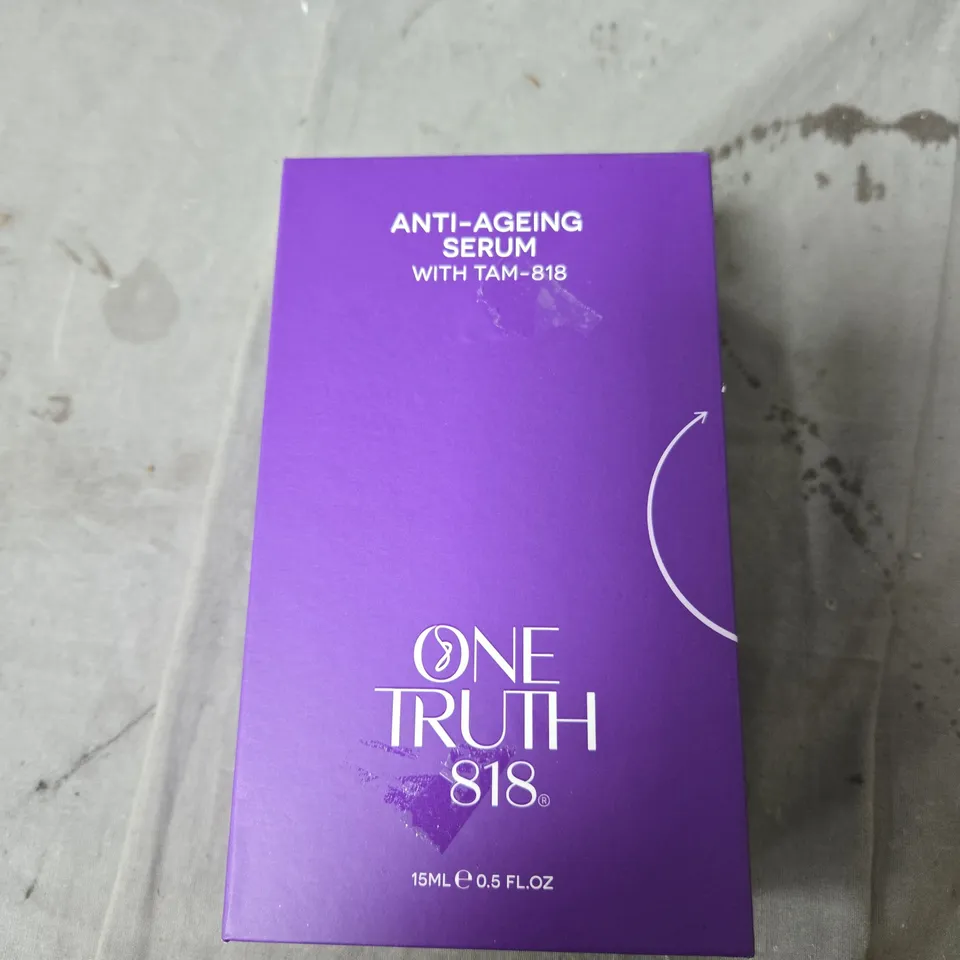 ANTI-AGEING
SERUM
WITH TAM-818
ONE
TRUTH
818®
15ML ℮ 0.5 FL.OZ